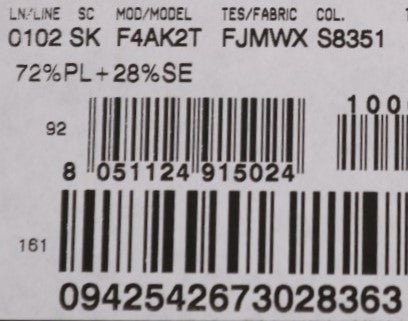 LN/LINE SC MOD/MODEL TES/FABRIC COL. T
0102 SK F4AK2T FJMWX S8351
72%PL+28%SE
100
92
8 051124 915024
161
0942542673028363